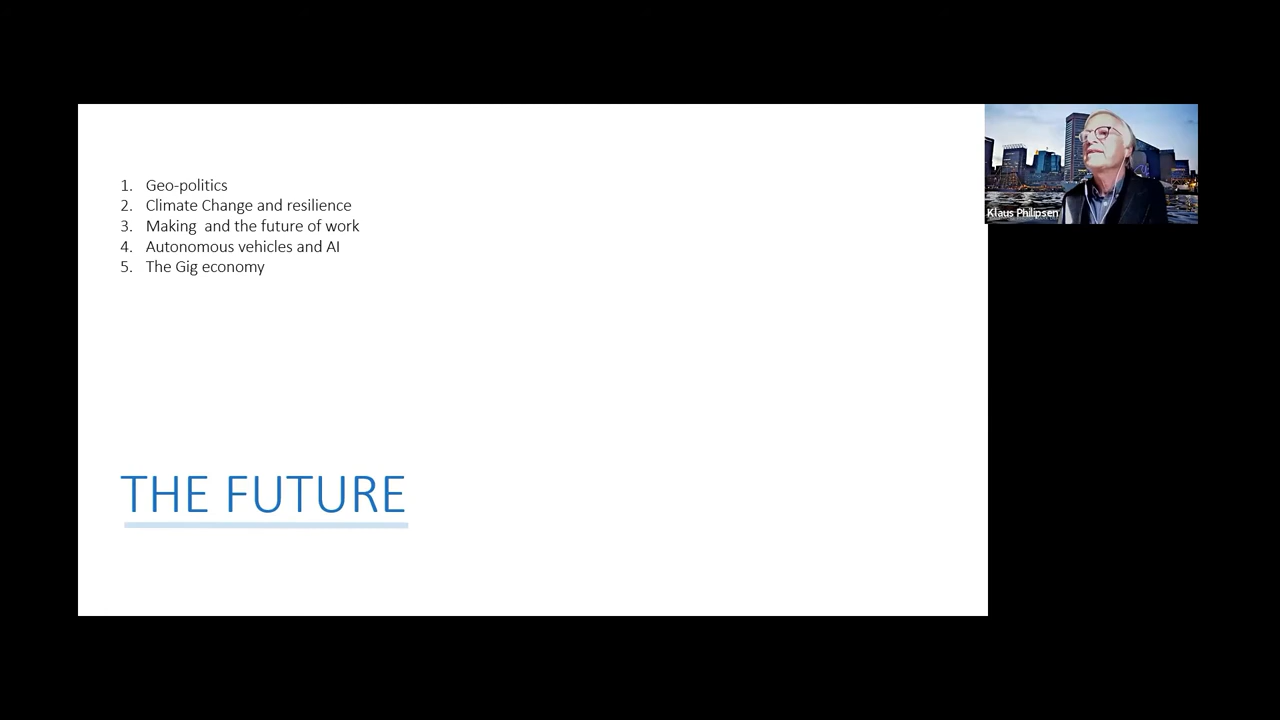 1. Geo-politics
2. Climate Change and resilience
3. Making  and the future of work
4. Autonomous vehicles and AI
5. The Gig economy
THE FUTURE
Klaus Philipsen